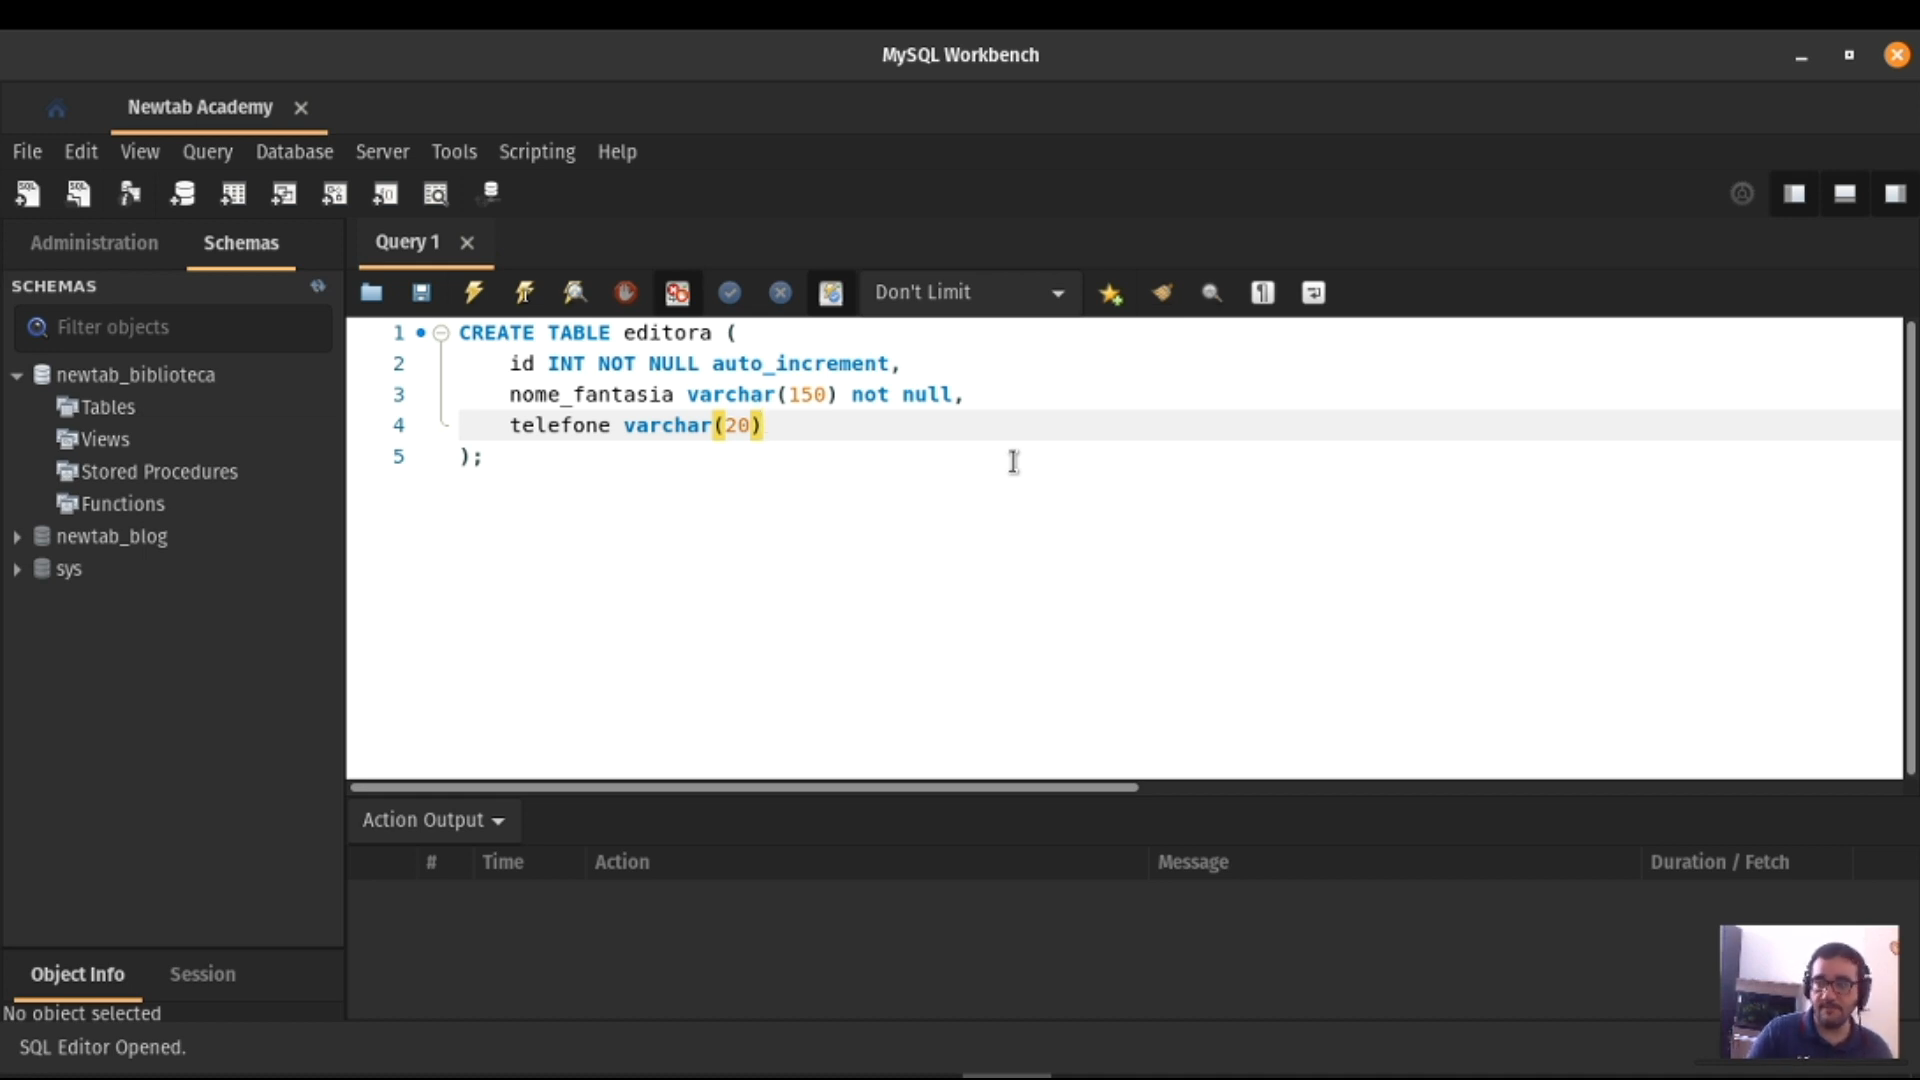 MySQL Workbench
Newtab Academy
File Edit View Query Database Server Tools Scripting Help
Administration Schemas
Query 1
SCHEMAS
Don't Limit
Filter objects
newtab_biblioteca
Tables
Views
Stored Procedures
Functions
newtab_blog
sys
1 CREATE TABLE editora (
2 id INT NOT NULL auto_increment,
3 nome_fantasia varchar(150) not null,
4 telefone varchar(20)
5 );
Action Output
# Time Action Message Duration / Fetch
Object Info Session
No object selected
SQL Editor Opened.